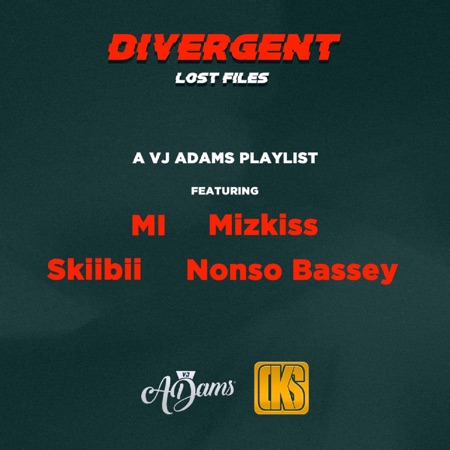 DIVERGENT
LOST FILES
A VJ ADAMS PLAYLIST
FEATURING
MI Mizkiss
Skiibii Nonso Bassey
VJ
ADams
CKS